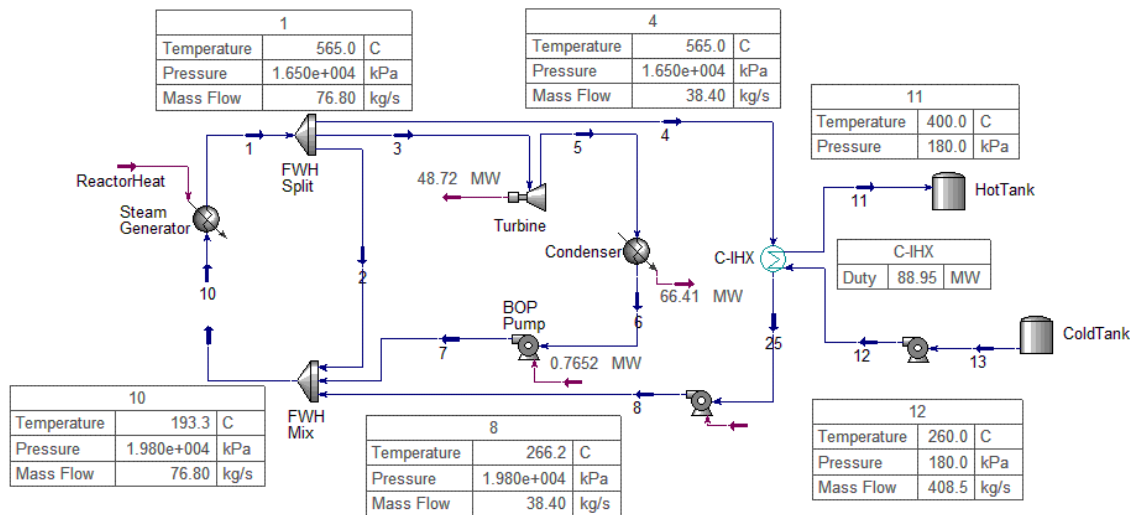 1
Temperature 565.0 C
Pressure 1.650e+004 kPa
Mass Flow 76.80 kg/s
4
Temperature 565.0 C
Pressure 1.650e+004 kPa
Mass Flow 38.40 kg/s
11
Temperature 400.0 C
Pressure 180.0 kPa
1
FWH
Split
3
4
5
ReactorHeat
Steam
Generator
48.72 MW
Turbine
11
HotTank
Condenser
C-IHX
C-IHX
Duty 88.95 MW
10
2
66.41 MW
BOP
Pump
6
7
0.7652 MW
25
12
13
ColdTank
FWH
Mix
8
10
Temperature 193.3 C
Pressure 1.980e+004 kPa
Mass Flow 76.80 kg/s
8
Temperature 266.2 C
Pressure 1.980e+004 kPa
Mass Flow 38.40 kg/s
12
Temperature 260.0 C
Pressure 180.0 kPa
Mass Flow 408.5 kg/s